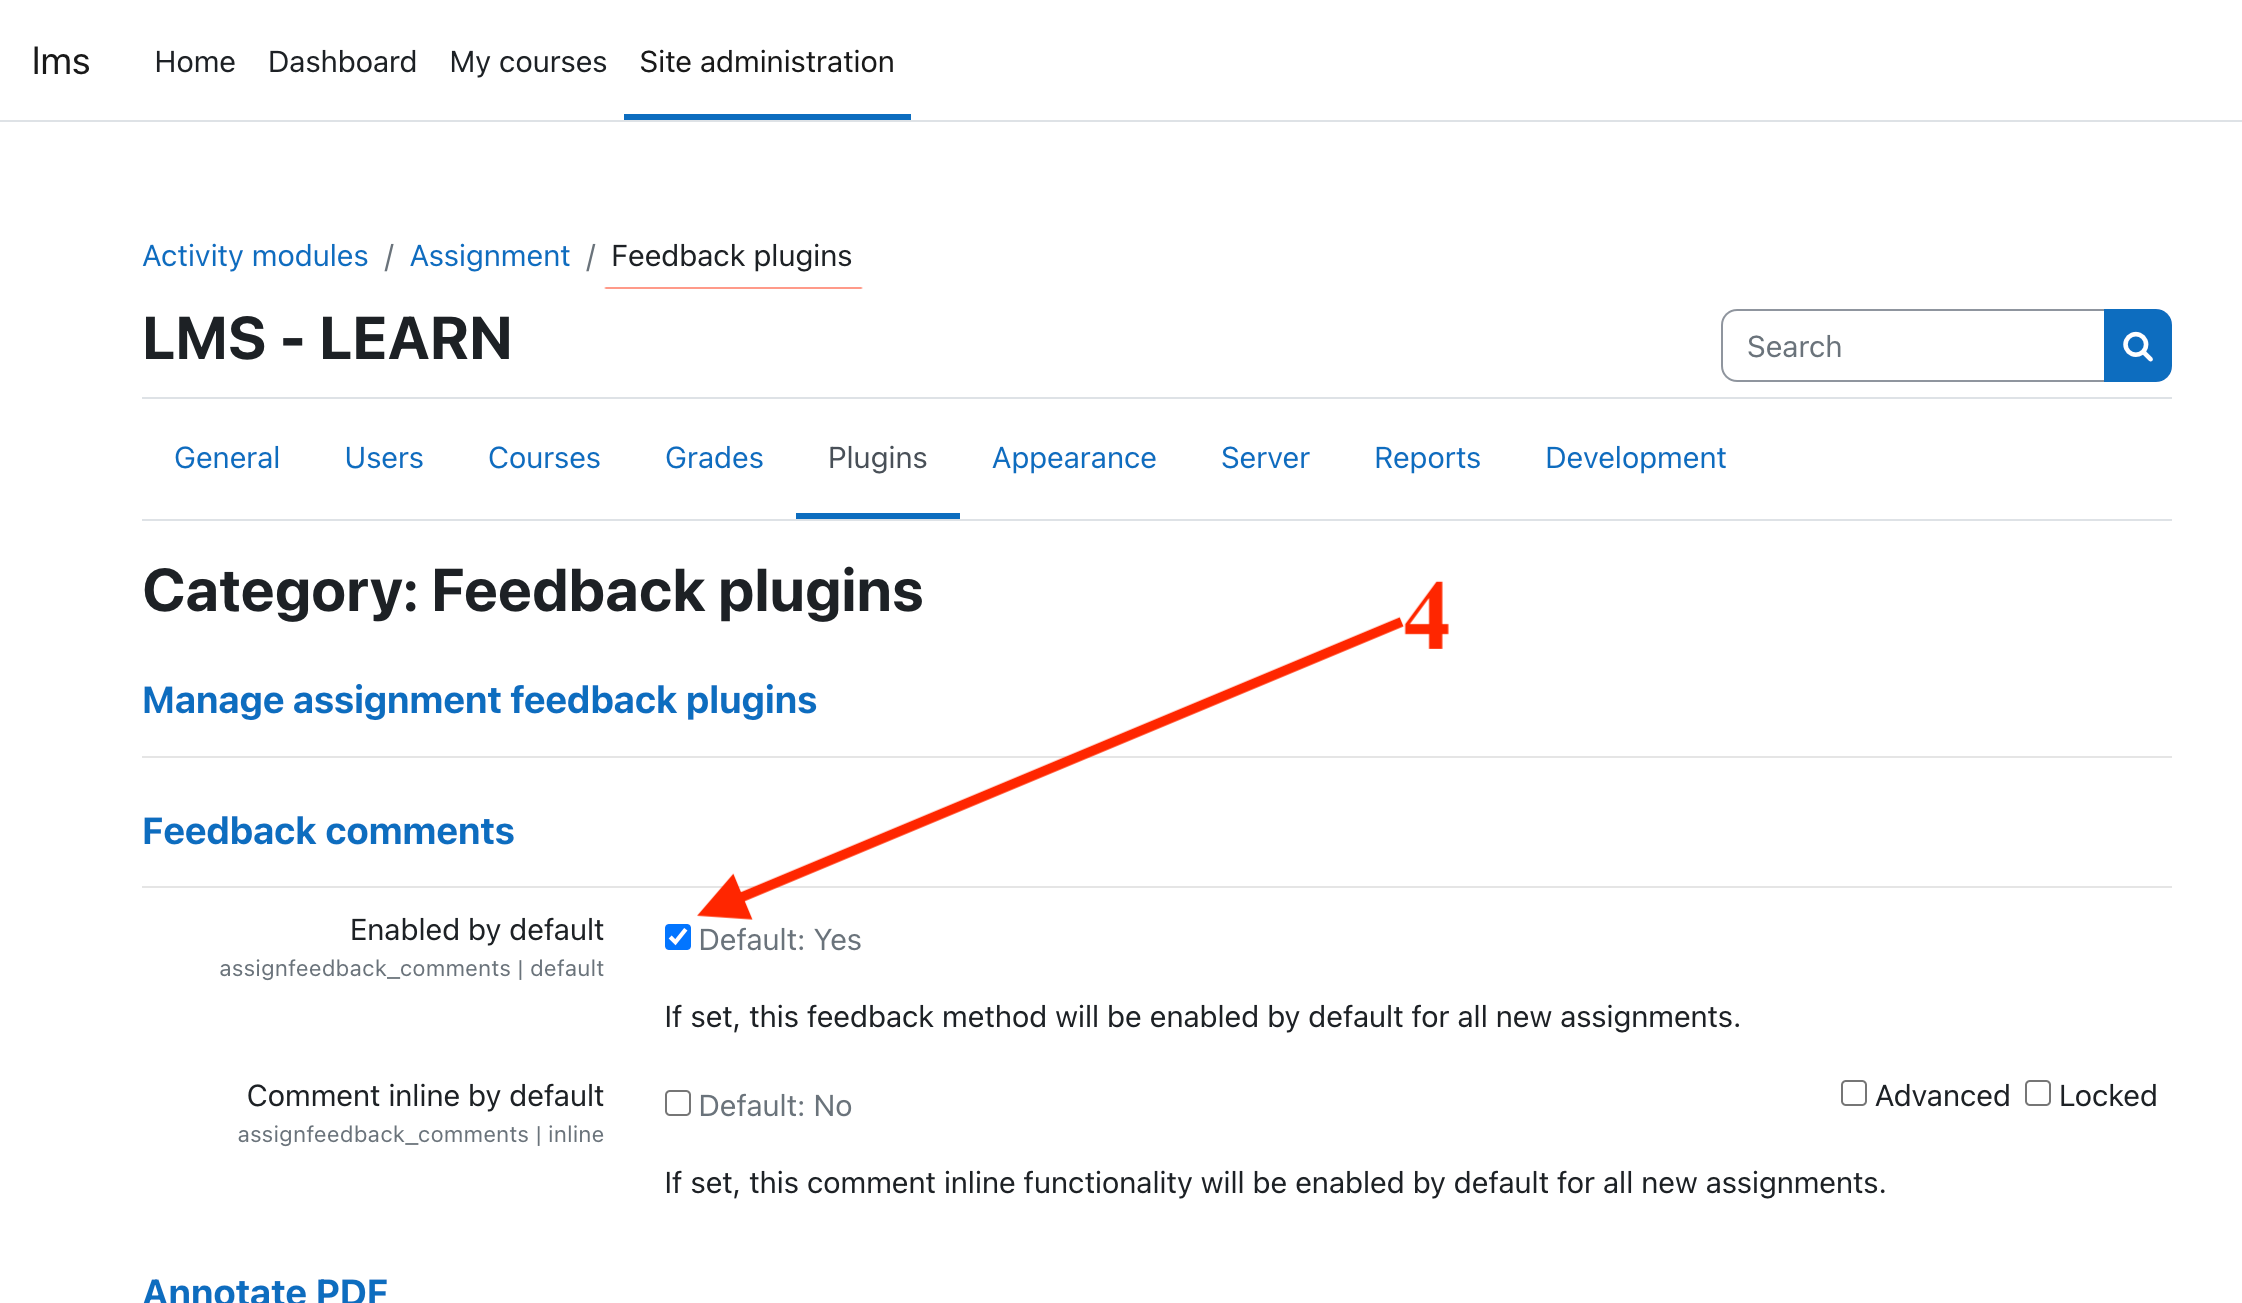 lms Home Dashboard My courses Site administration
Activity modules / Assignment / Feedback plugins
LMS - LEARN
Search
General Users Courses Grades Plugins Appearance Server Reports Development
Category: Feedback plugins
4
Manage assignment feedback plugins
Feedback comments
Enabled by default
Default: Yes
assignfeedback_comments | default
If set, this feedback method will be enabled by default for all new assignments.
Comment inline by default
Default: No
Advanced Locked
assignfeedback_comments | inline
If set, this comment inline functionality will be enabled by default for all new assignments.
Annotate PDF